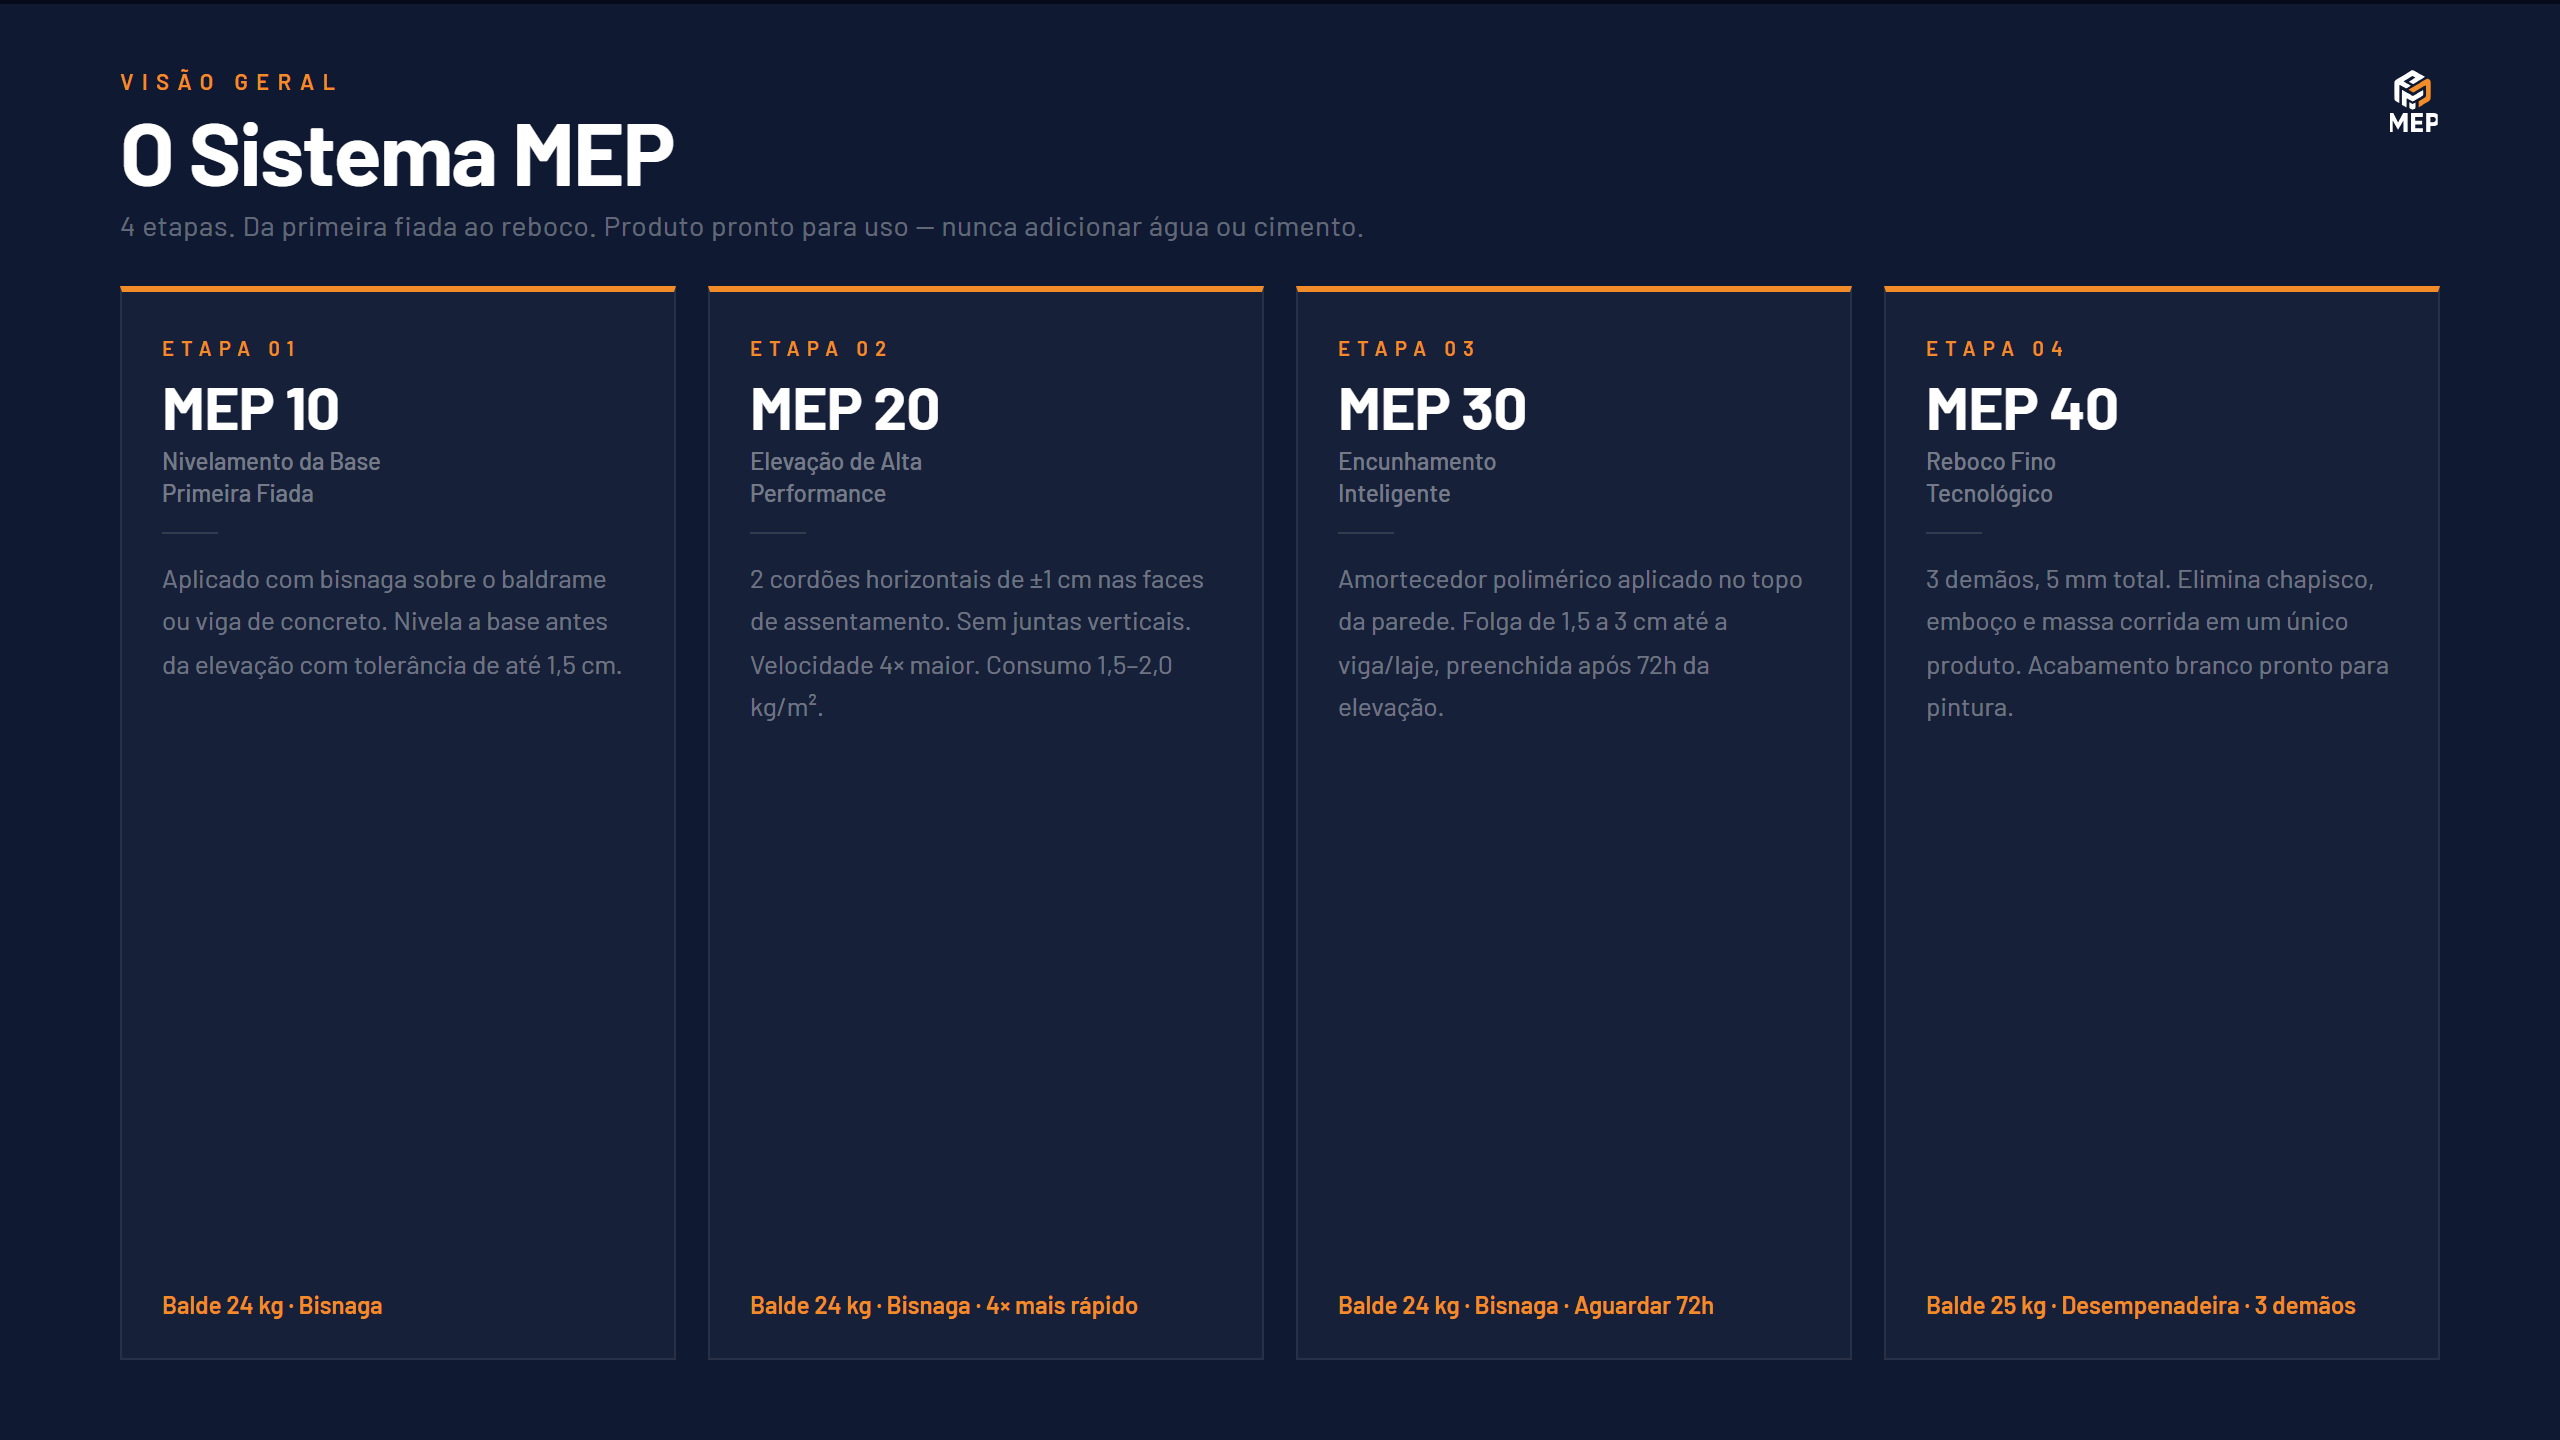 VISÃO GERAL
O Sistema MEP
4 etapas. Da primeira fiada ao reboco. Produto pronto para uso — nunca adicionar água ou cimento.
MEP
ETAPA 01
MEP 10
Nivelamento da Base
Primeira Fiada
Aplicado com bisnaga sobre o baldrame
ou viga de concreto. Nivela a base antes
da elevação com tolerância de até 1,5 cm.
Balde 24 kg · Bisnaga
ETAPA 02
MEP 20
Elevação de Alta
Performance
2 cordões horizontais de ±1 cm nas faces
de assentamento. Sem juntas verticais.
Velocidade 4× maior. Consumo 1,5–2,0
kg/m².
Balde 24 kg · Bisnaga · 4× mais rápido
ETAPA 03
MEP 30
Encunhamento
Inteligente
Amortecedor polimérico aplicado no topo
da parede. Folga de 1,5 a 3 cm até a
viga/laje, preenchida após 72h da
elevação.
Balde 24 kg · Bisnaga · Aguardar 72h
ETAPA 04
MEP 40
Reboco Fino
Tecnológico
3 demãos, 5 mm total. Elimina chapisco,
emboço e massa corrida em um único
produto. Acabamento branco pronto para
pintura.
Balde 25 kg · Desempenadeira · 3 demãos